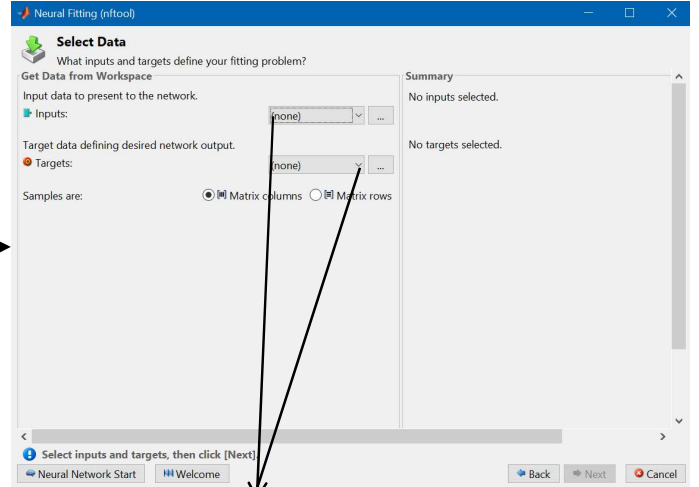 Neural Fitting (nftool)
Select Data
What inputs and targets define your fitting problem?
Get Data from Workspace
Input data to present to the network.
Inputs:
(none)
...
Target data defining desired network output.
Targets:
(none)
...
Samples are:
Matrix columns
Matrix rows
Summary
No inputs selected.
No targets selected.
Select inputs and targets, then click [Next].
Neural Network Start
Welcome
Back
Next
Cancel